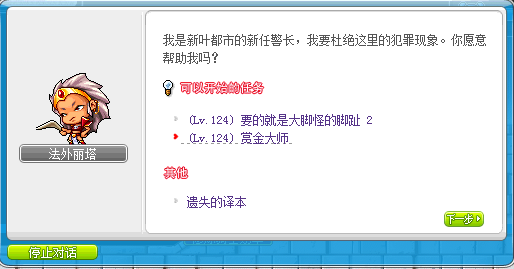 我是新叶都市的新任警长，我要杜绝这里的犯罪现象。你愿意
帮助我吗？
可以开始的任务
(Lv.124) 要的就是大脚怪的脚趾 2
(Lv.124) 赏金大师
其他
遗失的译本
法外丽塔
下一步
停止对话